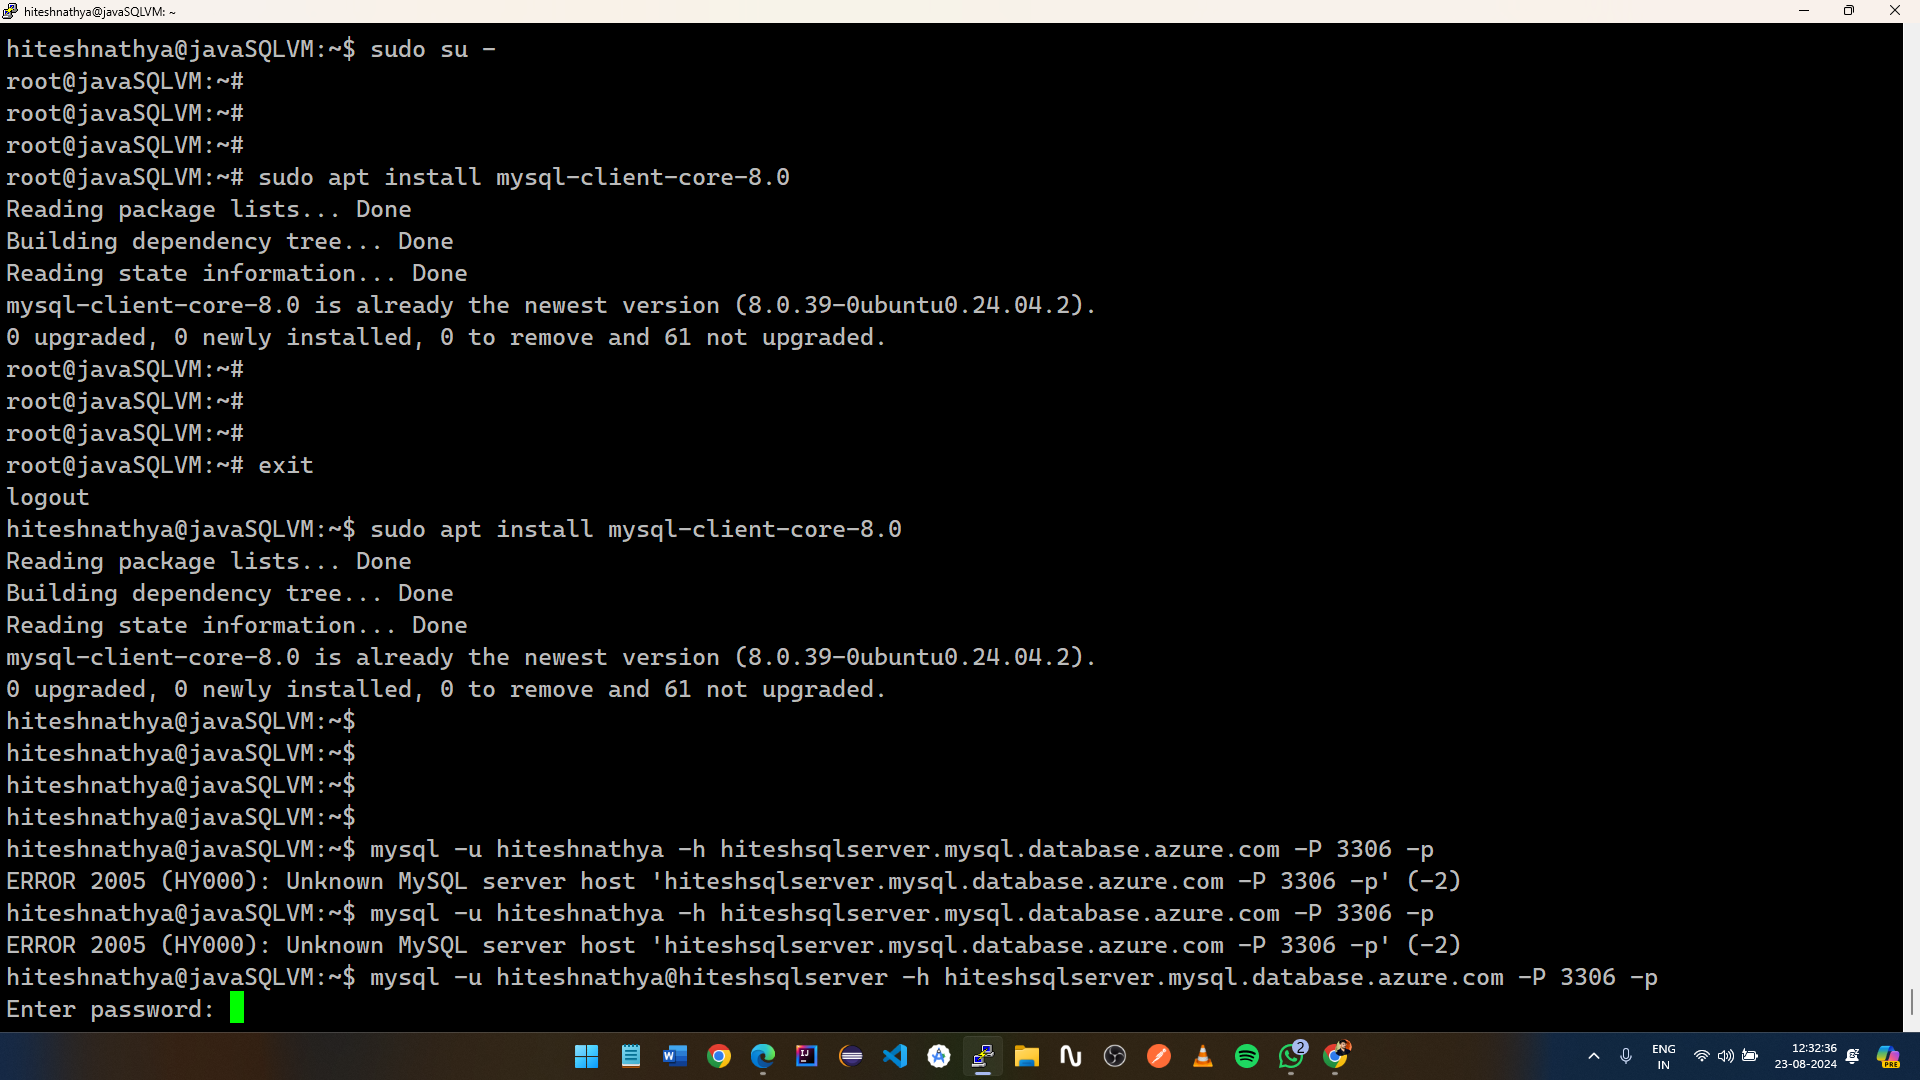 hiteshnathya@javaSQLVM: ~
hiteshnathya@javaSQLVM:~$ sudo su -
root@javaSQLVM:~#
root@javaSQLVM:~#
root@javaSQLVM:~#
root@javaSQLVM:~# sudo apt install mysql-client-core-8.0
Reading package lists... Done
Building dependency tree... Done
Reading state information... Done
mysql-client-core-8.0 is already the newest version (8.0.39-0ubuntu0.24.04.2).
0 upgraded, 0 newly installed, 0 to remove and 61 not upgraded.
root@javaSQLVM:~#
root@javaSQLVM:~#
root@javaSQLVM:~#
root@javaSQLVM:~# exit
logout
hiteshnathya@javaSQLVM:~$ sudo apt install mysql-client-core-8.0
Reading package lists... Done
Building dependency tree... Done
Reading state information... Done
mysql-client-core-8.0 is already the newest version (8.0.39-0ubuntu0.24.04.2).
0 upgraded, 0 newly installed, 0 to remove and 61 not upgraded.
hiteshnathya@javaSQLVM:~$
hiteshnathya@javaSQLVM:~$
hiteshnathya@javaSQLVM:~$
hiteshnathya@javaSQLVM:~$
hiteshnathya@javaSQLVM:~$ mysql -u hiteshnathya -h hiteshsqlserver.mysql.database.azure.com -P 3306 -p
ERROR 2005 (HY000): Unknown MySQL server host 'hiteshsqlserver.mysql.database.azure.com -P 3306 -p' (-2)
hiteshnathya@javaSQLVM:~$ mysql -u hiteshnathya -h hiteshsqlserver.mysql.database.azure.com -P 3306 -p
ERROR 2005 (HY000): Unknown MySQL server host 'hiteshsqlserver.mysql.database.azure.com -P 3306 -p' (-2)
hiteshnathya@javaSQLVM:~$ mysql -u hiteshnathya@hiteshsqlserver -h hiteshsqlserver.mysql.database.azure.com -P 3306 -p
Enter password:
2
ENG
IN
12:32:36
23-08-2024
PRE